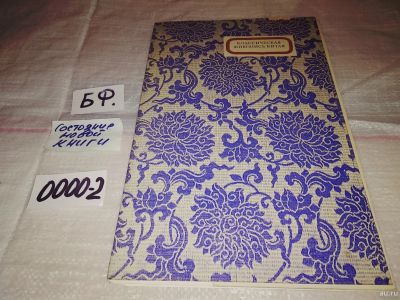 КЛАССИЧЕСКАЯ
ЖИВОПИСЬ КИТАЯ
БФ.
Состояние
новой
книги
0000-2
au.ru